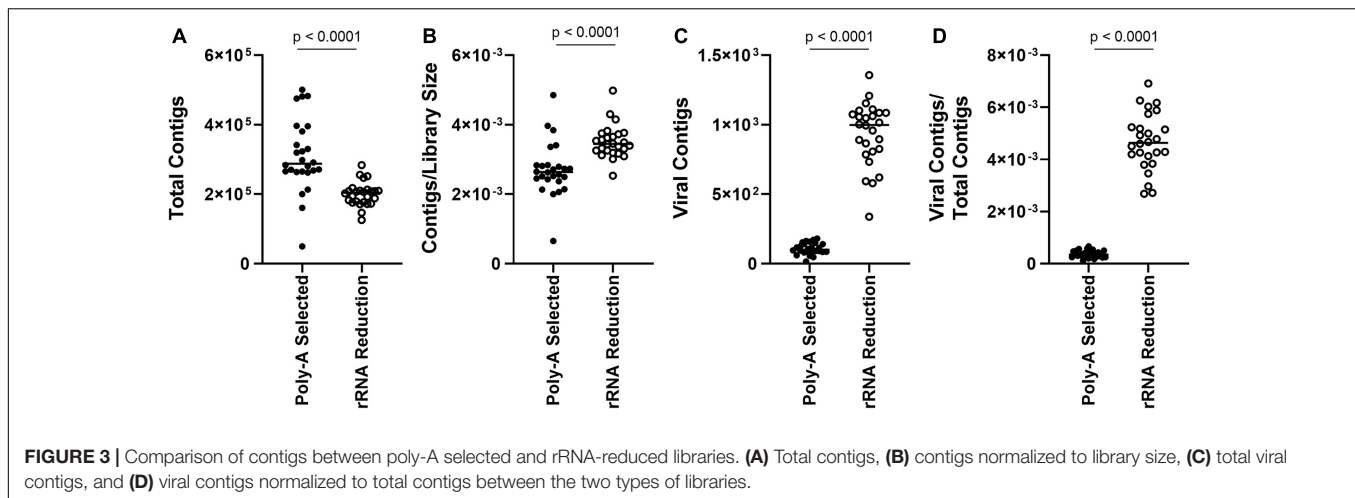 A
p < 0.0001
Total Contigs
6×10⁵
4×10⁵
2×10⁵
0
Poly-A Selected
rRNA Reduction
B
p < 0.0001
Contigs/Library Size
6×10⁻³
4×10⁻³
2×10⁻³
0
Poly-A Selected
rRNA Reduction
C
p < 0.0001
Viral Contigs
1.5×10³
1×10³
5×10²
0
Poly-A Selected
rRNA Reduction
D
p < 0.0001
Viral Contigs/
Total Contigs
8×10⁻³
6×10⁻³
4×10⁻³
2×10⁻³
0
Poly-A Selected
rRNA Reduction
FIGURE 3 | Comparison of contigs between poly-A selected and rRNA-reduced libraries. (A) Total contigs, (B) contigs normalized to library size, (C) total viral
contigs, and (D) viral contigs normalized to total contigs between the two types of libraries.